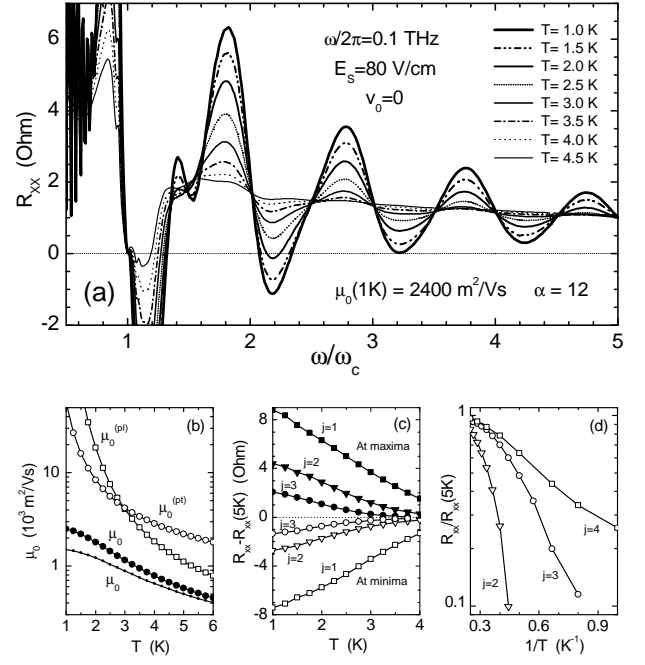 6
4
2
0
-2
R_XX (Ohm)
ω/2π=0.1 THz
E_S=80 V/cm
v_0=0
T= 1.0 K
T= 1.5 K
T= 2.0 K
T= 2.5 K
T= 3.0 K
T= 3.5 K
T= 4.0 K
T= 4.5 K
(a)
μ_0(1K) = 2400 m²/Vs α = 12
1 2 3 4 5
ω/ω_c
(b)
μ_0^(pl)
μ_0^(pt)
μ_0
μ_0
10
1
μ_0 (10³ m²/Vs)
1 2 3 4 5 6
T (K)
(c)
8
4
0
-4
-8
R_xx-R_xx(5K) (Ohm)
j=1
At maxima
j=2
j=3
j=3
j=2
j=1
At minima
1 2 3 4
T (K)
(d)
1
0.1
R_xx/R_xx(5K)
j=4
j=2
j=3
0.3 0.6 0.9
1/T (K⁻¹)